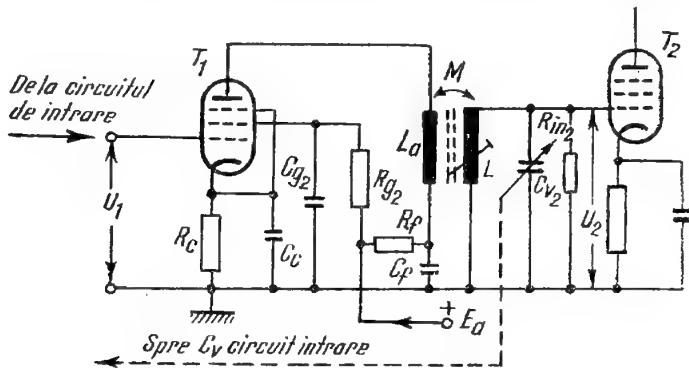 T1
T2
De la circuitul
de intrare
M
La
L
Rin2
Cv2
Cg2
Rg2
Rf
Cf
U1
U2
Rc
Cc
+
Ea
Spre Cv circuit intrare